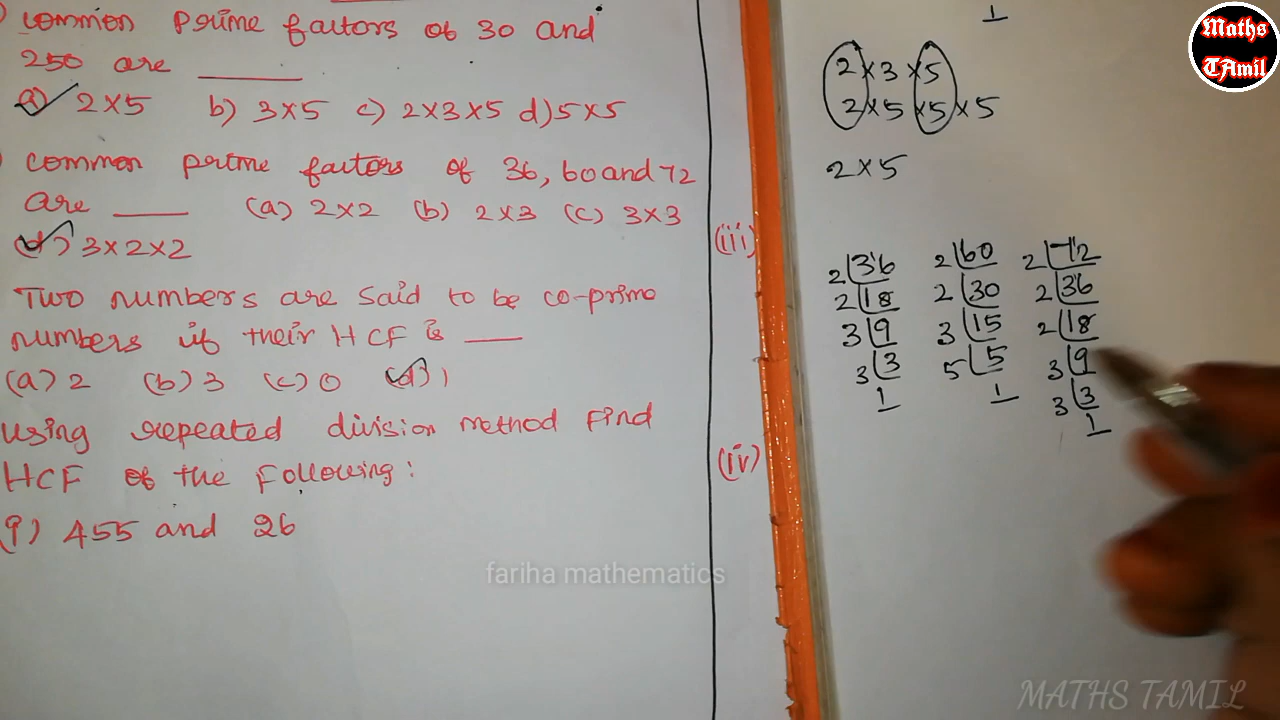 Common Prime factors of 30 and
250 are ______
a) 2×5 b) 3×5 c) 2×3×5 d) 5×5
common prime factors of 36, 60 and 72
are ____ (a) 2×2 (b) 2×3 (c) 3×3
(d) 3×2×2
Two numbers are said to be co-prime
numbers if their HCF is ____
(a) 2 (b) 3 (c) 0 (d) 1
Using repeated division method find
HCF of the following:
(i) 455 and 26
(iii)
(iv)
1
2×3×5
2×5×5×5
2×5
2 36
2 18
3 9
3 3
1
2 60
2 30
3 15
5 5
1
2 72
2 36
2 18
3 9
3 3
1
Maths
TAmil
fariha mathematics
MATHS TAMIL